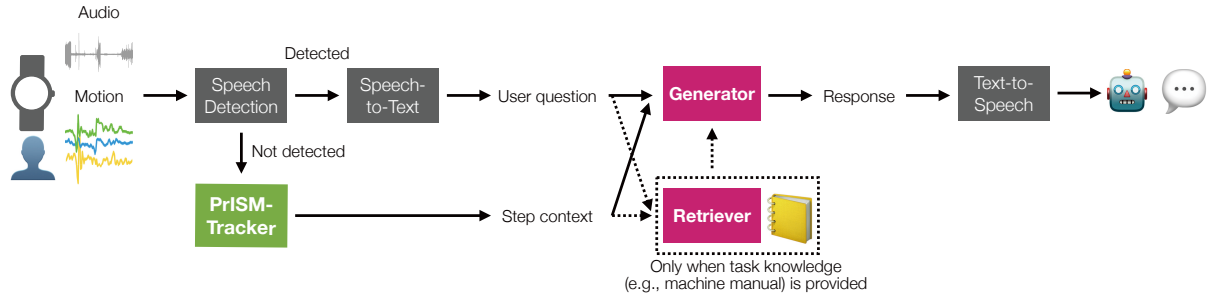 Audio
Motion
Speech
Detection
Detected
Not detected
Speech-
to-Text
User question
PrISM-
Tracker
Step context
Generator
Retriever
Only when task knowledge
(e.g., machine manual) is provided
Response
Text-to-
Speech